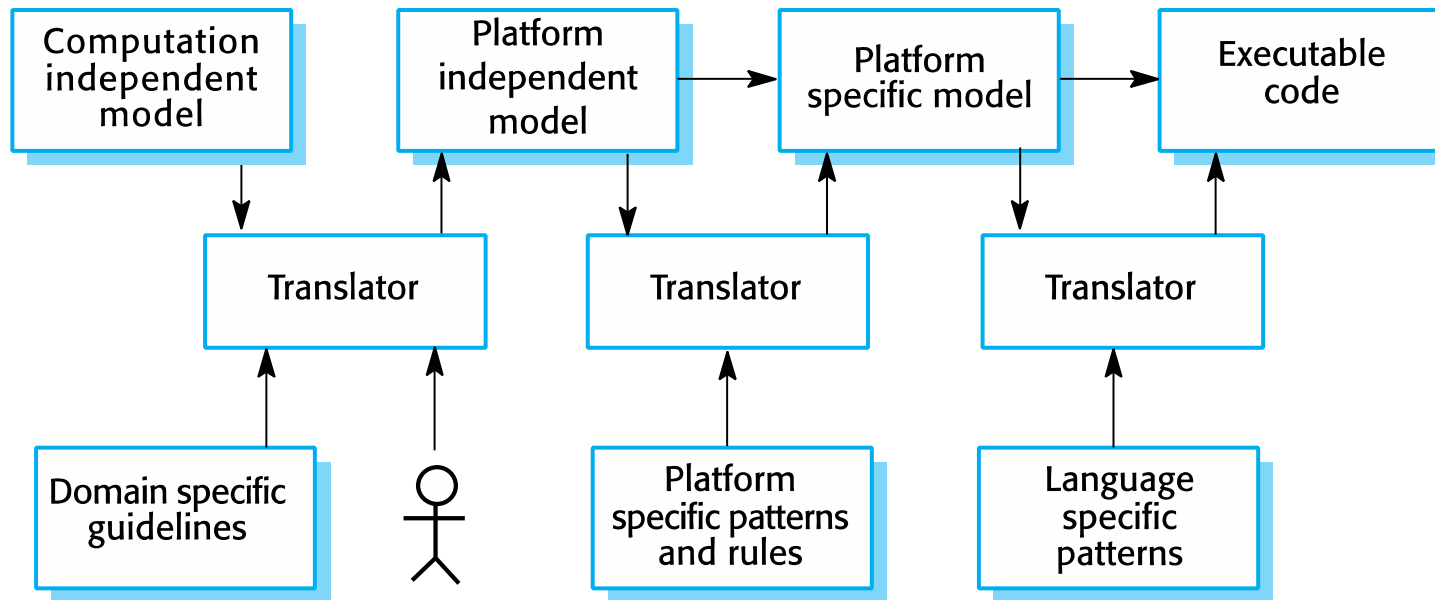 Computation
independent
model
Platform
independent
model
Platform
specific model
Executable
code
Translator
Translator
Translator
Domain specific
guidelines
Platform
specific patterns
and rules
Language
specific
patterns